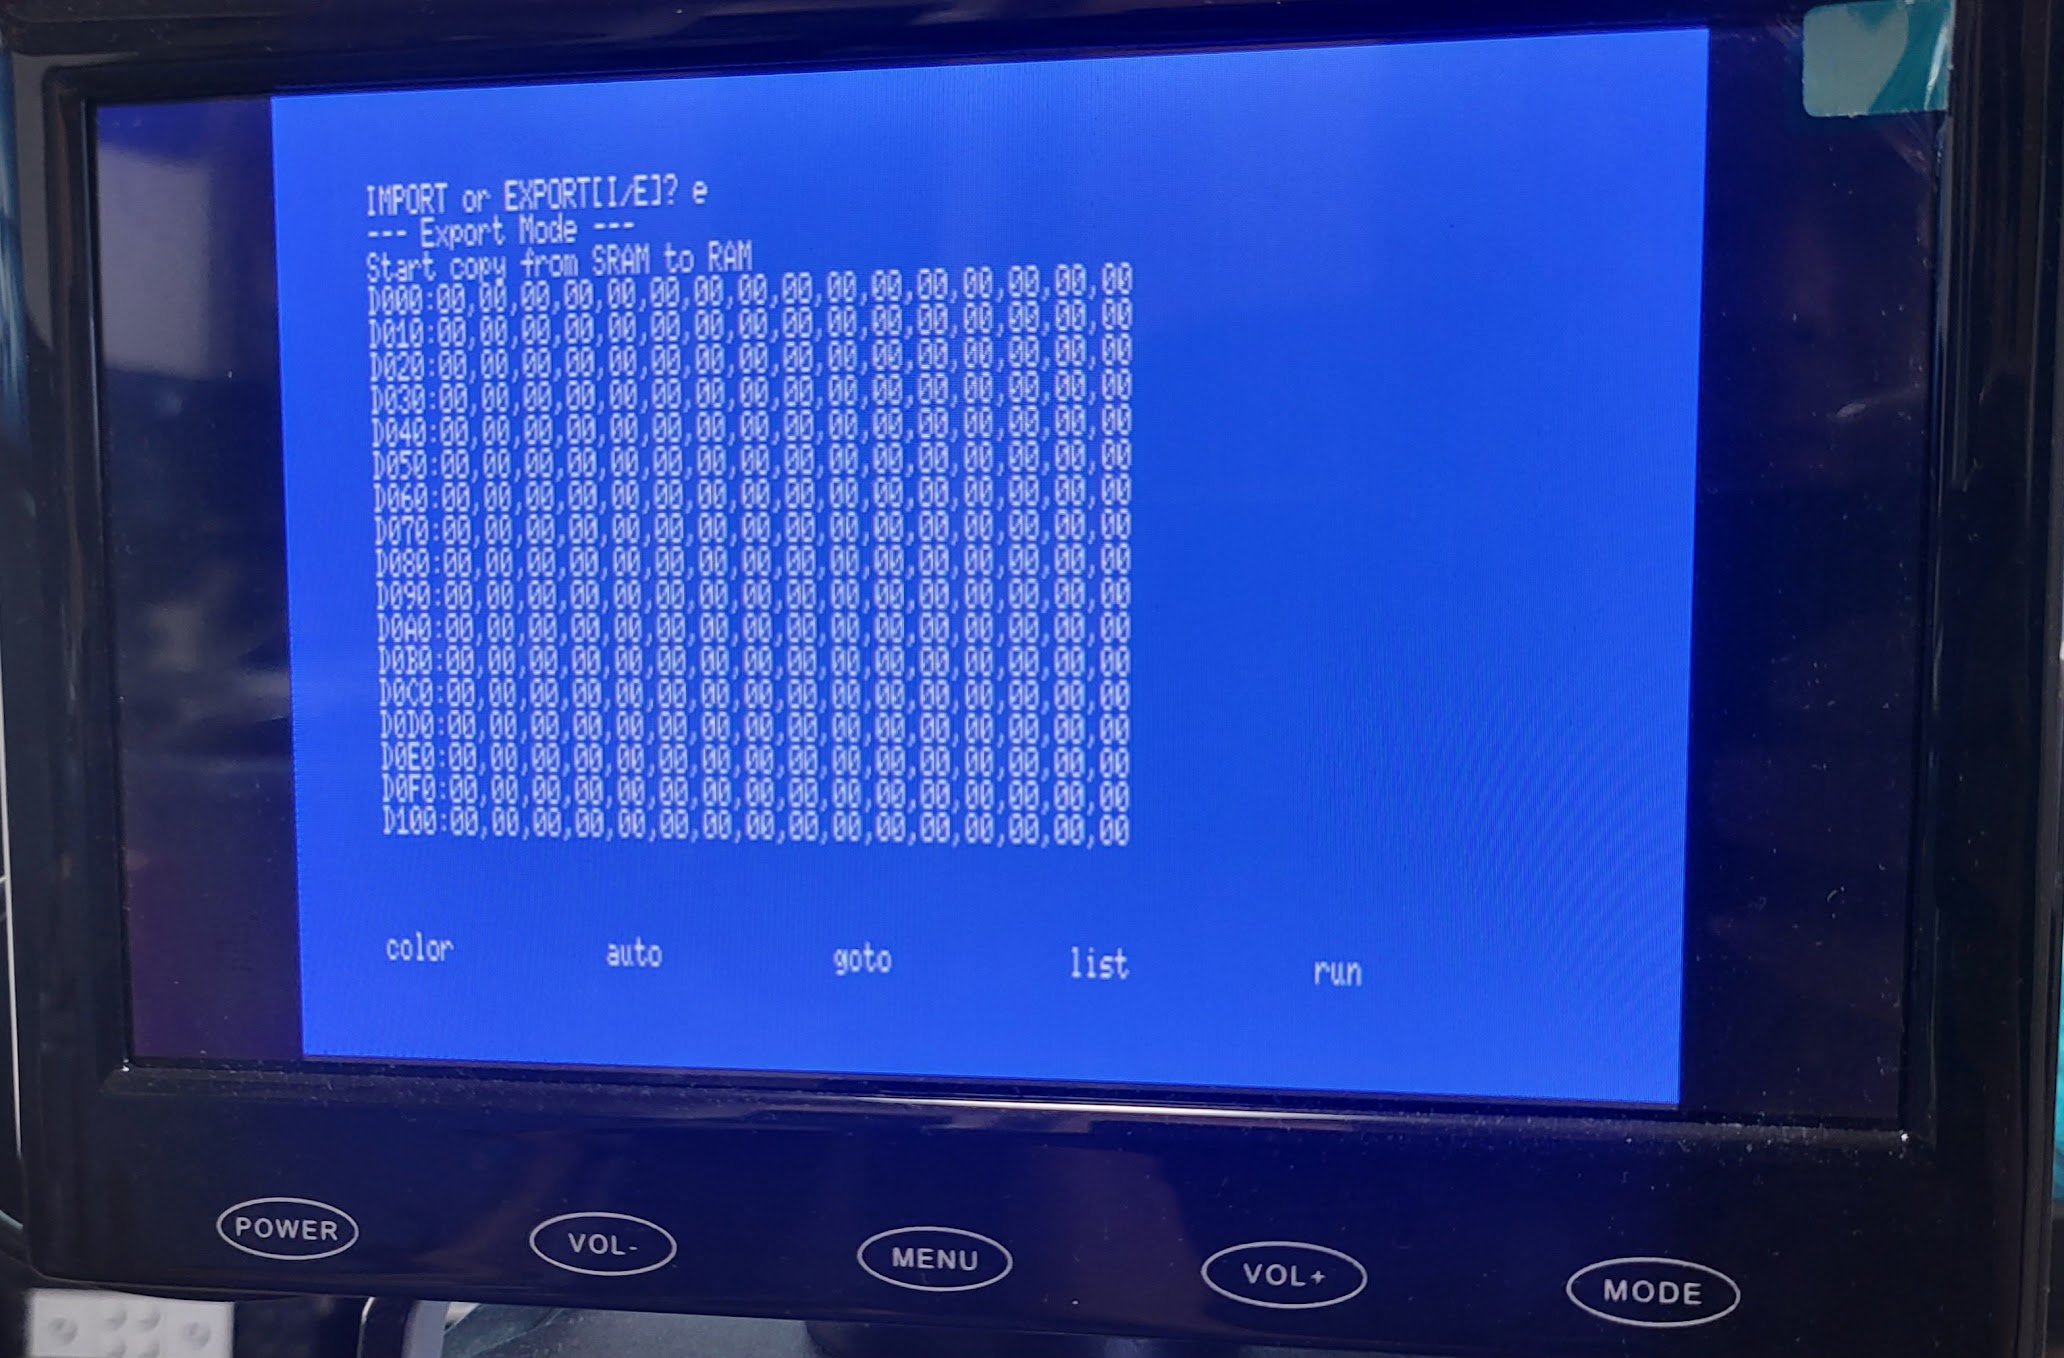 IMPORT or EXPORT[I/E]? e
--- Export Mode ---
Start copy from SRAM to RAM
D000:00,00,00,00,00,00,00,00,00,00,00,00,00,00,00,00
D010:00,00,00,00,00,00,00,00,00,00,00,00,00,00,00,00
D020:00,00,00,00,00,00,00,00,00,00,00,00,00,00,00,00
D030:00,00,00,00,00,00,00,00,00,00,00,00,00,00,00,00
D040:00,00,00,00,00,00,00,00,00,00,00,00,00,00,00,00
D050:00,00,00,00,00,00,00,00,00,00,00,00,00,00,00,00
D060:00,00,00,00,00,00,00,00,00,00,00,00,00,00,00,00
D070:00,00,00,00,00,00,00,00,00,00,00,00,00,00,00,00
D080:00,00,00,00,00,00,00,00,00,00,00,00,00,00,00,00
D090:00,00,00,00,00,00,00,00,00,00,00,00,00,00,00,00
D0A0:00,00,00,00,00,00,00,00,00,00,00,00,00,00,00,00
D0B0:00,00,00,00,00,00,00,00,00,00,00,00,00,00,00,00
D0C0:00,00,00,00,00,00,00,00,00,00,00,00,00,00,00,00
D0D0:00,00,00,00,00,00,00,00,00,00,00,00,00,00,00,00
D0E0:00,00,00,00,00,00,00,00,00,00,00,00,00,00,00,00
D0F0:00,00,00,00,00,00,00,00,00,00,00,00,00,00,00,00
D100:00,00,00,00,00,00,00,00,00,00,00,00,00,00,00,00
color auto goto list run
POWER VOL- MENU VOL+ MODE